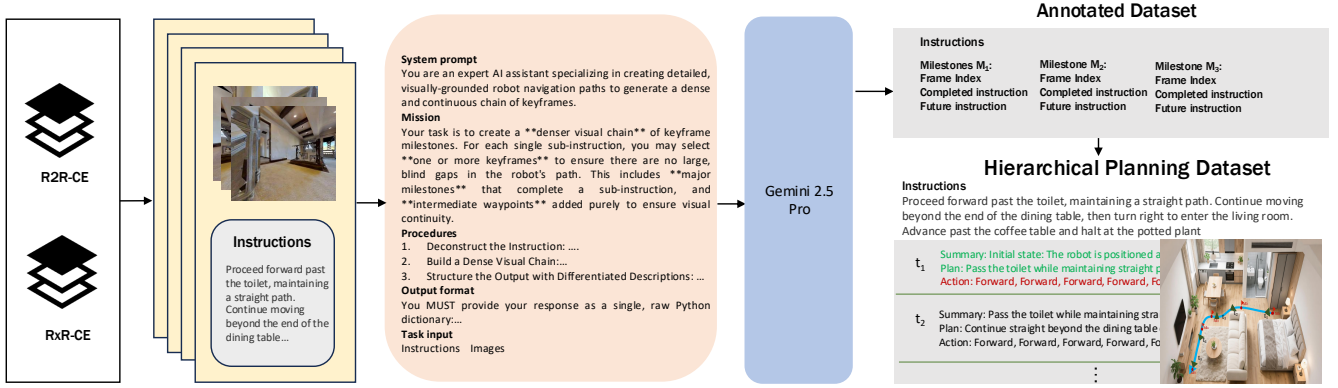 R2R-CE
RxR-CE
Instructions
Proceed forward past
the toilet, maintaining
a straight path.
Continue moving
beyond the end of the
dining table…
System prompt
You are an expert AI assistant specializing in creating detailed,
visually-grounded robot navigation paths to generate a dense
and continuous chain of keyframes.
Mission
Your task is to create a **denser visual chain** of keyframe
milestones. For each single sub-instruction, you may select
**one or more keyframes** to ensure there are no large,
blind gaps in the robot's path. This includes **major
milestones** that complete a sub-instruction, and
**intermediate waypoints** added purely to ensure visual
continuity.
Procedures
1. Deconstruct the Instruction: ….
2. Build a Dense Visual Chain:…
3. Structure the Output with Differentiated Descriptions: …
Output format
You MUST provide your response as a single, raw Python
dictionary:…
Task input
Instructions Images
Gemini 2.5
Pro
Annotated Dataset
Instructions
Milestones M₁:
Frame Index
Completed instruction
Future instruction
Milestone M₂:
Frame Index
Completed instruction
Future instruction
Milestone M₃:
Frame Index
Completed instruction
Future instruction
Hierarchical Planning Dataset
Instructions
Proceed forward past the toilet, maintaining a straight path. Continue moving
beyond the end of the dining table, then turn right to enter the living room.
Advance past the coffee table and halt at the potted plant
t₁
Summary: Initial state: The robot is positioned
Plan: Pass the toilet while maintaining straight
Action: Forward, Forward, Forward, Forward,
t₂
Summary: Pass the toilet while maintaining
Plan: Continue straight beyond the dining table
Action: Forward, Forward, Forward, Forward,
⋮